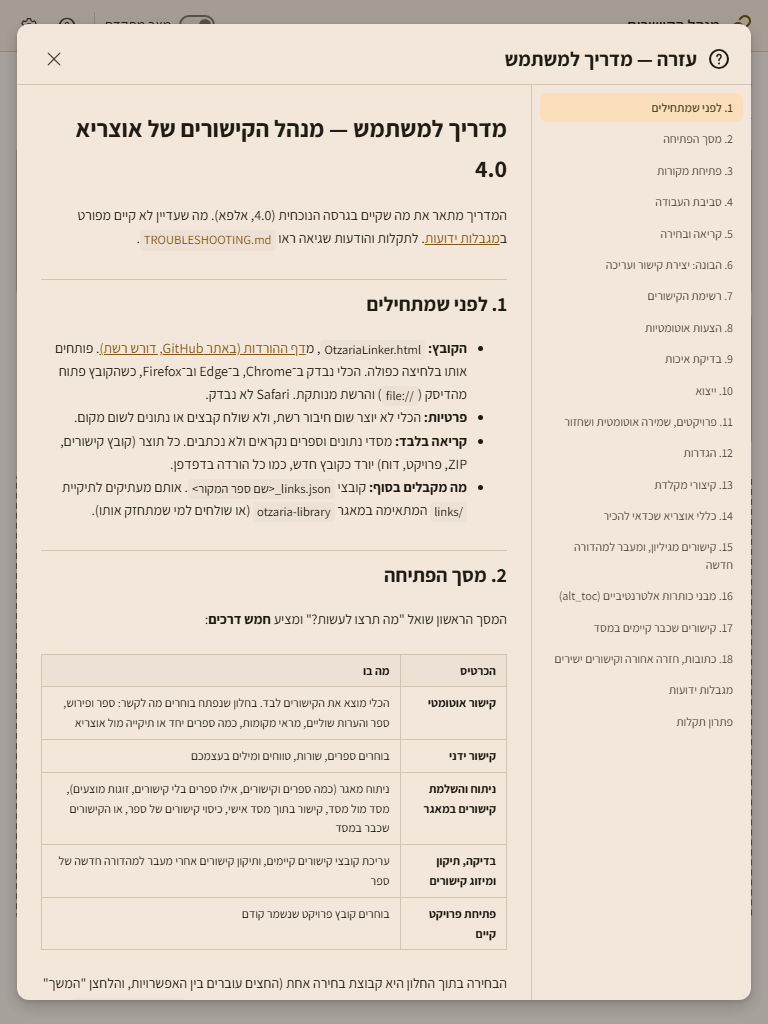 עזרה — מדריך למשתמש
1. לפני שמתחילים
2. מסך הפתיחה
3. פתיחת מקורות
4. סביבת העבודה
5. קריאה ובחירה
6. הבונה: יצירת קישור ועריכה
7. רשימת הקישורים
8. הצעות אוטומטיות
9. בדיקת איכות
10. ייצוא
11. פרויקטים, שמירה אוטומטית ושחזור
12. הגדרות
13. קיצורי מקלדת
14. כללי אוצריא שכדאי להכיר
15. קישורים מגיליון, ומעבר למהדורה
חדשה
16. מבני כותרות אלטרנטיביים (alt_toc)
17. קישורים שכבר קיימים במסד
18. כתובות, חזרה אחורה וקישורים ישירים
מגבלות ידועות
פתרון תקלות
מדריך למשתמש — מנהל הקישורים של אוצריא
4.0
המדריך מתאר את מה שקיים בגרסה הנוכחית (4.0, אלפא). מה שעדיין לא קיים מפורט
במגבלות ידועות. לתקלות והודעות שגיאה ראו TROUBLESHOOTING.md.
1. לפני שמתחילים
• הקובץ: OtzariaLinker.html, מדף ההורדות (באתר GitHub, דורש רשת). פותחים
אותו בלחיצה כפולה. הכלי נבדק ב־Chrome, ב־Edge וב־Firefox, כשהקובץ פתוח
מהדיסק (file://) והרשת מנותקת. Safari לא נבדק.
• פרטיות: הכלי לא יוצר שום חיבור רשת, ולא שולח קבצים או נתונים לשום מקום.
• קריאה בלבד: מסדי נתונים וספרים נקראים ולא נכתבים. כל תוצר (קובץ קישורים,
ZIP, פרויקט, דוח) יורד כקובץ חדש, כמו כל הורדה בדפדפן.
• מה מקבלים בסוף: קובצי <שם ספר המקור>_links.json. אותם מעתיקים לתיקיית
links/ המתאימה במאגר otzaria-library (או שולחים למי שמתחזק אותו).
2. מסך הפתיחה
המסך הראשון שואל "מה תרצו לעשות?" ומציע חמש דרכים:
הכרטיס מה בו
קישור אוטומטי הכלי מוצא את הקישורים לבד. בחלון שנפתח בוחרים מה לקשר: ספר ופירוש,
ספר והערות שוליים, מראי מקומות, כמה ספרים יחד או תיקייה מול אוצריא
קישור ידני בוחרים ספרים, שורות, טווחים ומילים בעצמכם
ניתוח והשלמת ניתוח מאגר (כמה ספרים וקישורים, אילו ספרים בלי קישורים, זוגות מוצעים),
קישורים במאגר מסד מול מסד, קישור בתוך מסד אישי, כיסוי קישורים של ספר, או הקישורים
שכבר במסד
בדיקה, תיקון עריכת קובצי קישורים קיימים, ותיקון קישורים אחרי מעבר למהדורה חדשה של
ומיזוג קישורים ספר
פתיחת פרויקט בוחרים קובץ פרויקט שנשמר קודם
קיים
הבחירה בתוך החלון היא קבוצת בחירה אחת (החצים עוברים בין האפשרויות, והלחצן "המשך"